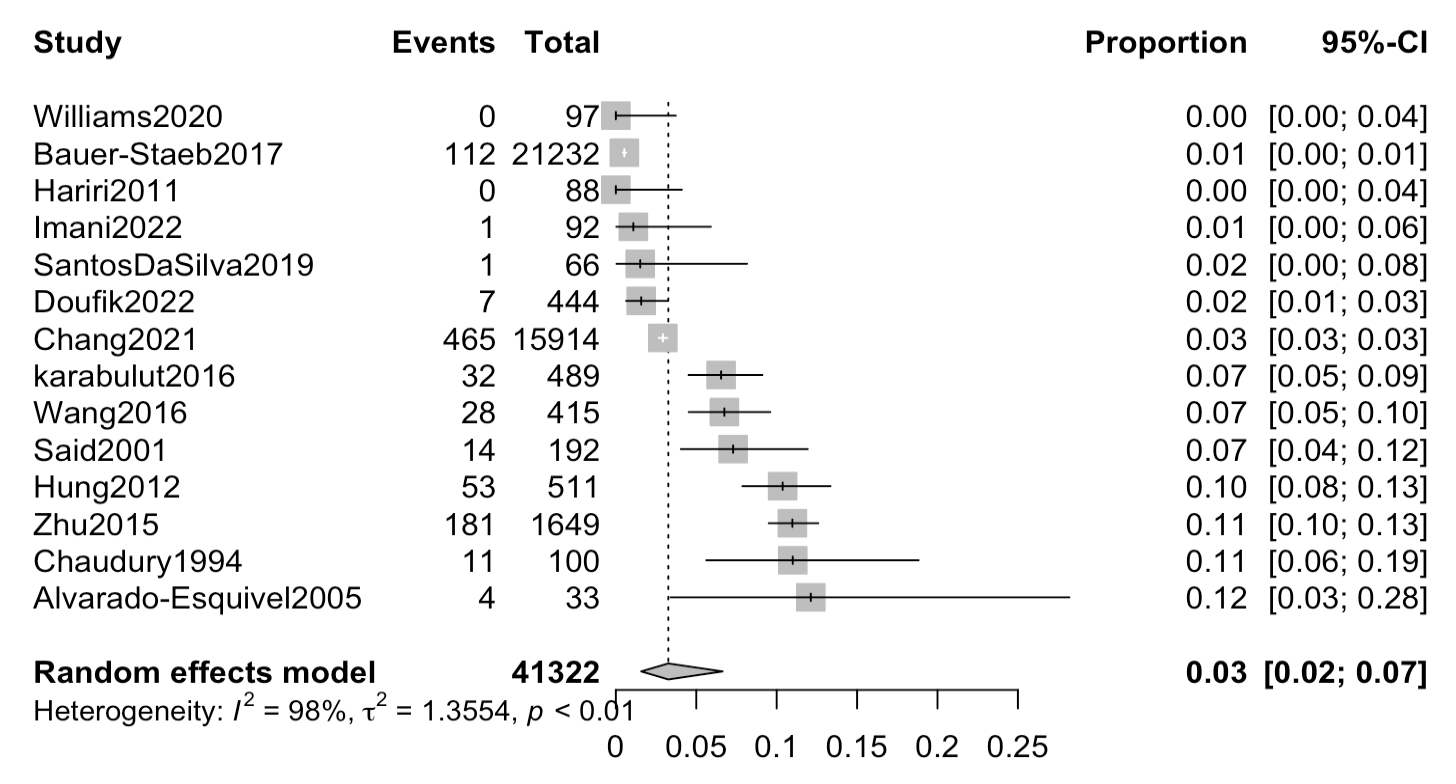 Study Events Total Proportion 95%-CI
Williams2020 0 97 0.00 [0.00; 0.04]
Bauer-Staeb2017 112 21232 0.01 [0.00; 0.01]
Hariri2011 0 88 0.00 [0.00; 0.04]
Imani2022 1 92 0.01 [0.00; 0.06]
SantosDaSilva2019 1 66 0.02 [0.00; 0.08]
Doufik2022 7 444 0.02 [0.01; 0.03]
Chang2021 465 15914 0.03 [0.03; 0.03]
karabulut2016 32 489 0.07 [0.05; 0.09]
Wang2016 28 415 0.07 [0.05; 0.10]
Said2001 14 192 0.07 [0.04; 0.12]
Hung2012 53 511 0.10 [0.08; 0.13]
Zhu2015 181 1649 0.11 [0.10; 0.13]
Chaudury1994 11 100 0.11 [0.06; 0.19]
Alvarado-Esquivel2005 4 33 0.12 [0.03; 0.28]
Random effects model 41322 0.03 [0.02; 0.07]
Heterogeneity: I² = 98%, τ² = 1.3554, p < 0.01
0 0.05 0.1 0.15 0.2 0.25